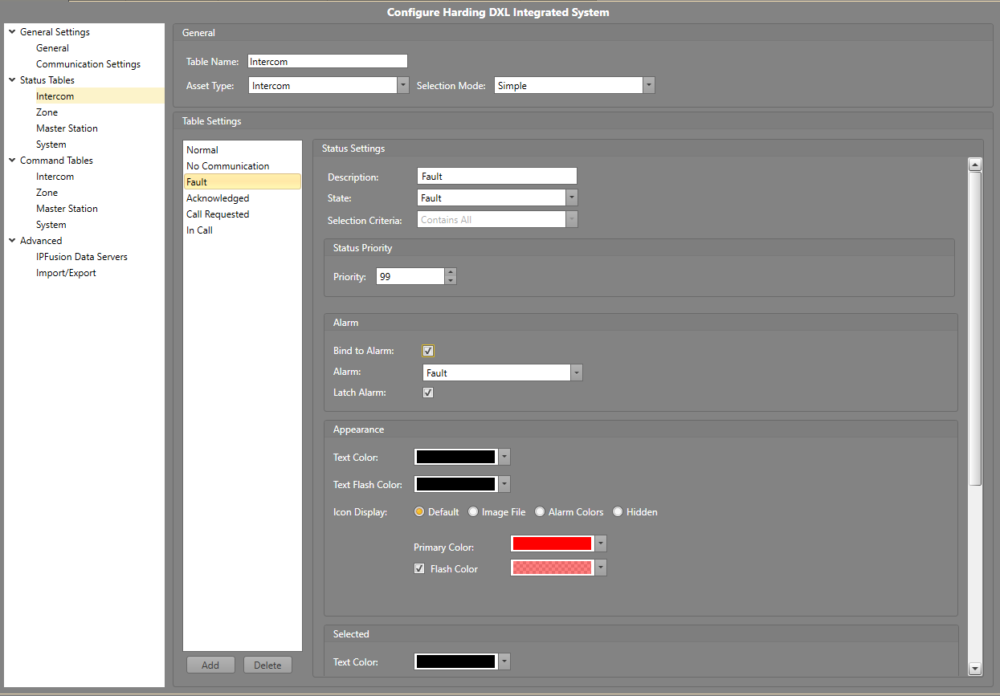 Configure Harding DXL Integrated System
General Settings
General
Communication Settings
Status Tables
Intercom
Zone
Master Station
System
Command Tables
Intercom
Zone
Master Station
System
Advanced
IPFusion Data Servers
Import/Export
General
Table Name: Intercom
Asset Type: Intercom Selection Mode: Simple
Table Settings
Normal
No Communication
Fault
Acknowledged
Call Requested
In Call
Add Delete
Status Settings
Description: Fault
State: Fault
Selection Criteria: Contains All
Status Priority
Priority: 99
Alarm
Bind to Alarm:
Alarm: Fault
Latch Alarm:
Appearance
Text Color:
Text Flash Color:
Icon Display: Default Image File Alarm Colors Hidden
Primary Color:
Flash Color
Selected
Text Color: